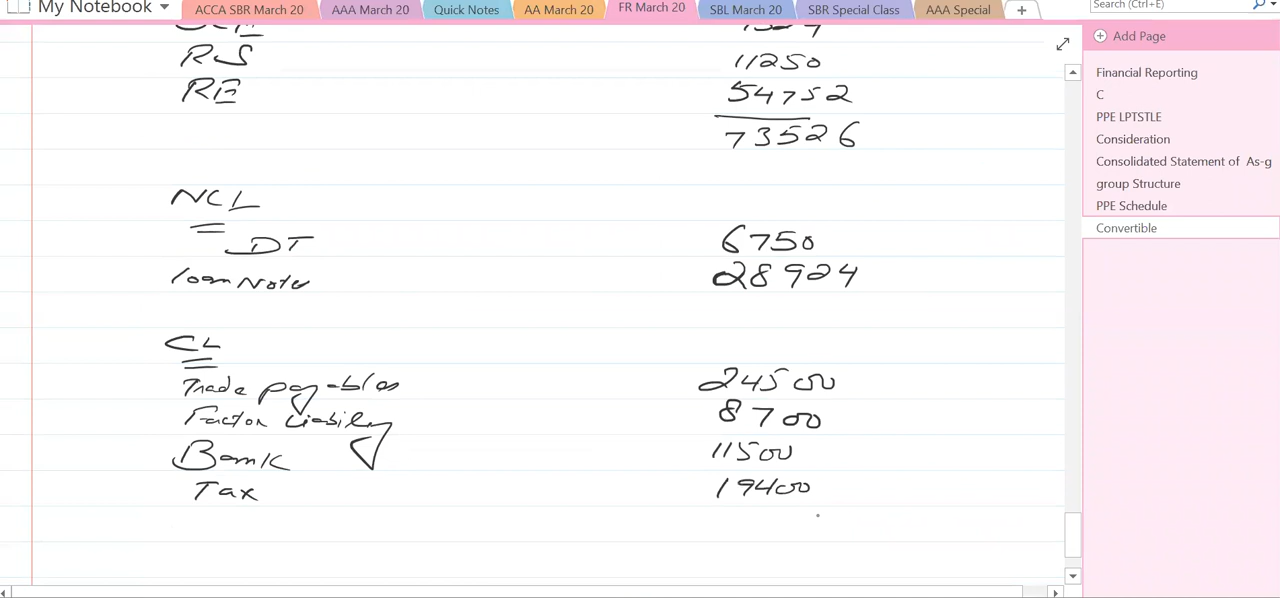 My Notebook
ACCA SBR March 20
AAA March 20
Quick Notes
AA March 20
FR March 20
SBL March 20
SBR Special Class
AAA Special
Search (Ctrl+E)
Add Page
Financial Reporting
C
PPE LPTSTLE
Consideration
Consolidated Statement of As-g
group Structure
PPE Schedule
Convertible
RS 11250
RE 54752
73526
NCL
DT 6750
loan Note 28924
CL
Trade payables 24500
Factor Liability 8700
Bank 11500
Tax 19400